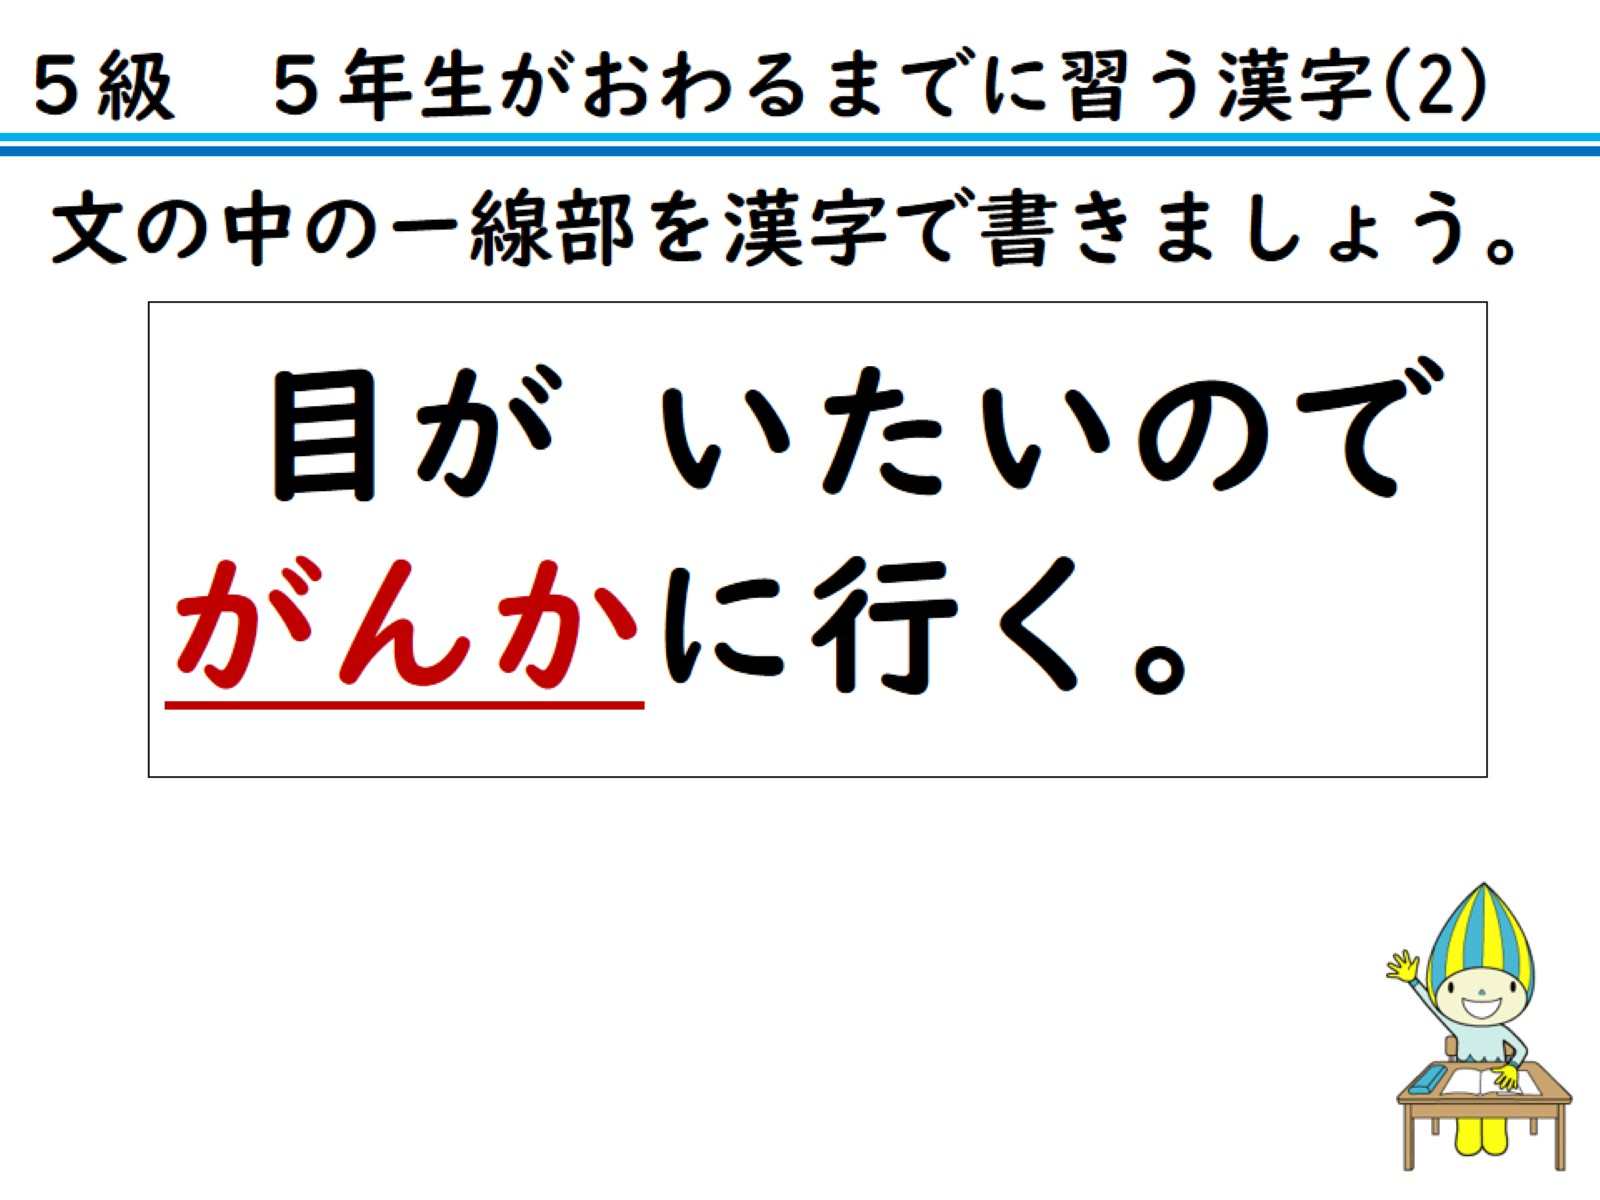 ５級　５年生がおわるまでに習う漢字(2)
文の中の一線部を漢字で書きましょう。
目が いたいので
がんかに行く。